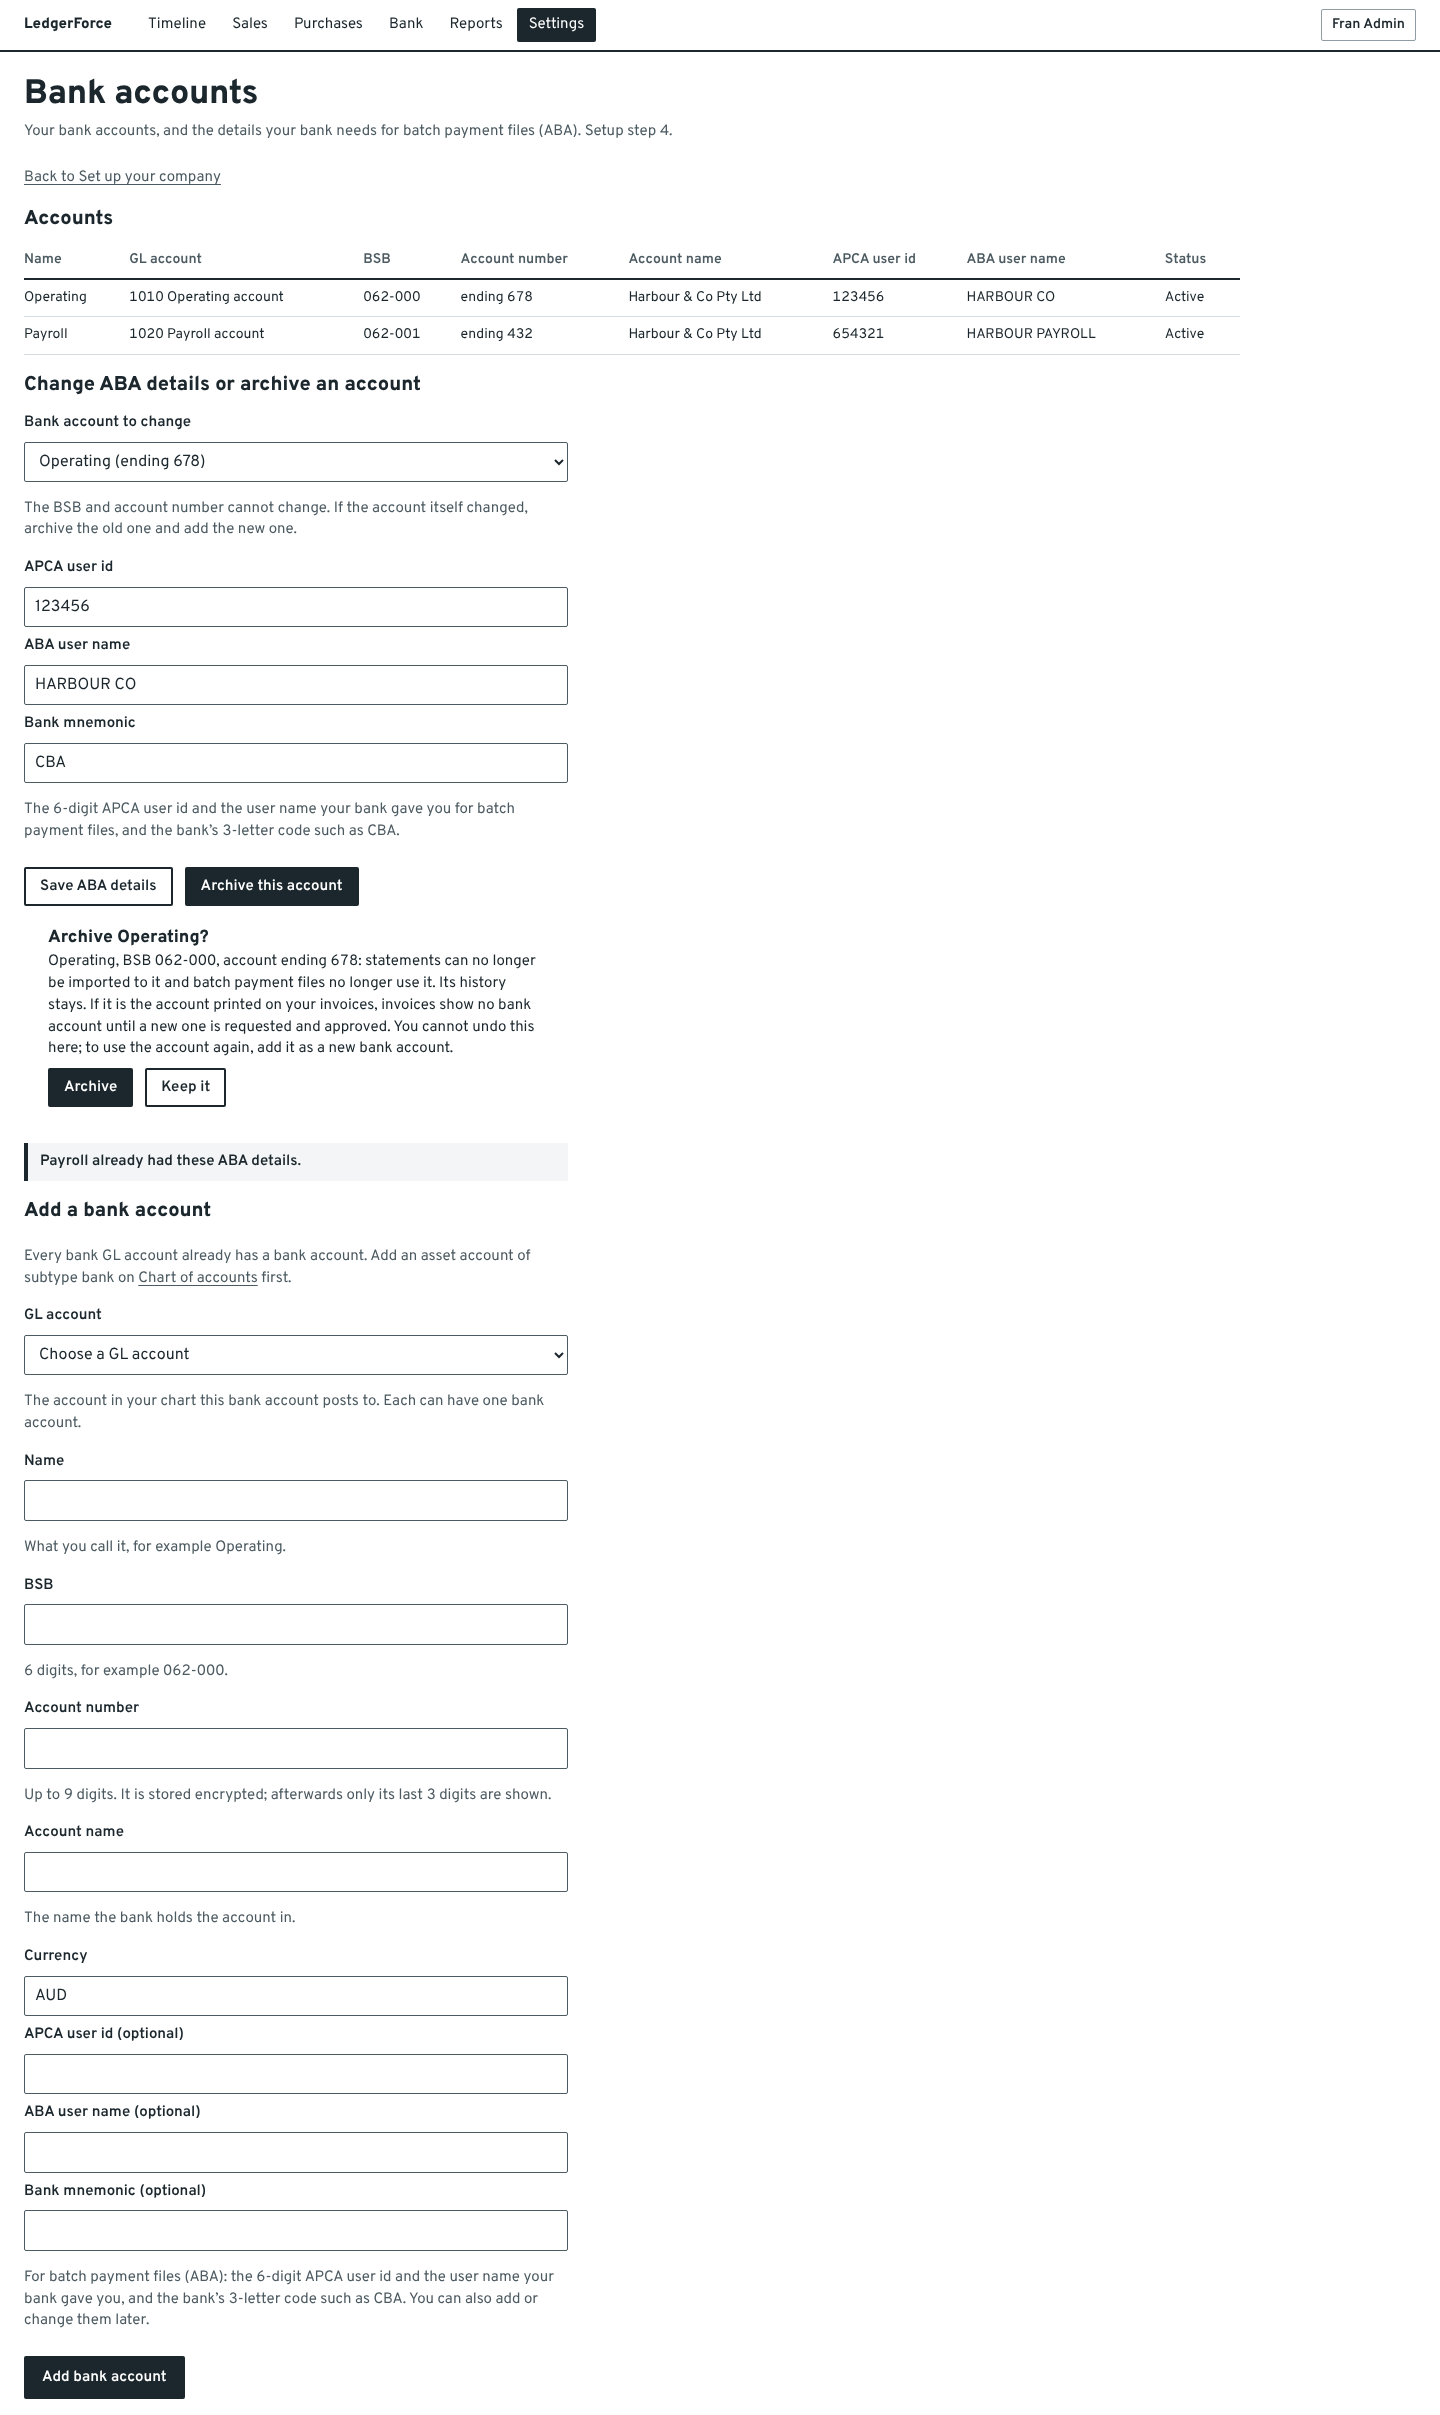 LedgerForce Timeline Sales Purchases Bank Reports Settings Fran Admin
Bank accounts
Your bank accounts, and the details your bank needs for batch payment files (ABA). Setup step 4.
Back to Set up your company
Accounts
Name GL account BSB Account number Account name APCA user id ABA user name Status
Operating 1010 Operating account 062-000 ending 678 Harbour & Co Pty Ltd 123456 HARBOUR CO Active
Payroll 1020 Payroll account 062-001 ending 432 Harbour & Co Pty Ltd 654321 HARBOUR PAYROLL Active
Change ABA details or archive an account
Bank account to change
Operating (ending 678)
The BSB and account number cannot change. If the account itself changed,
archive the old one and add the new one.
APCA user id
123456
ABA user name
HARBOUR CO
Bank mnemonic
CBA
The 6-digit APCA user id and the user name your bank gave you for batch
payment files, and the bank’s 3-letter code such as CBA.
Save ABA details Archive this account
Archive Operating?
Operating, BSB 062-000, account ending 678: statements can no longer
be imported to it and batch payment files no longer use it. Its history
stays. If it is the account printed on your invoices, invoices show no bank
account until a new one is requested and approved. You cannot undo this
here; to use the account again, add it as a new bank account.
Archive Keep it
Payroll already had these ABA details.
Add a bank account
Every bank GL account already has a bank account. Add an asset account of
subtype bank on Chart of accounts first.
GL account
Choose a GL account
The account in your chart this bank account posts to. Each can have one bank
account.
Name
What you call it, for example Operating.
BSB
6 digits, for example 062-000.
Account number
Up to 9 digits. It is stored encrypted; afterwards only its last 3 digits are shown.
Account name
The name the bank holds the account in.
Currency
AUD
APCA user id (optional)
ABA user name (optional)
Bank mnemonic (optional)
For batch payment files (ABA): the 6-digit APCA user id and the user name your
bank gave you, and the bank’s 3-letter code such as CBA. You can also add or
change them later.
Add bank account